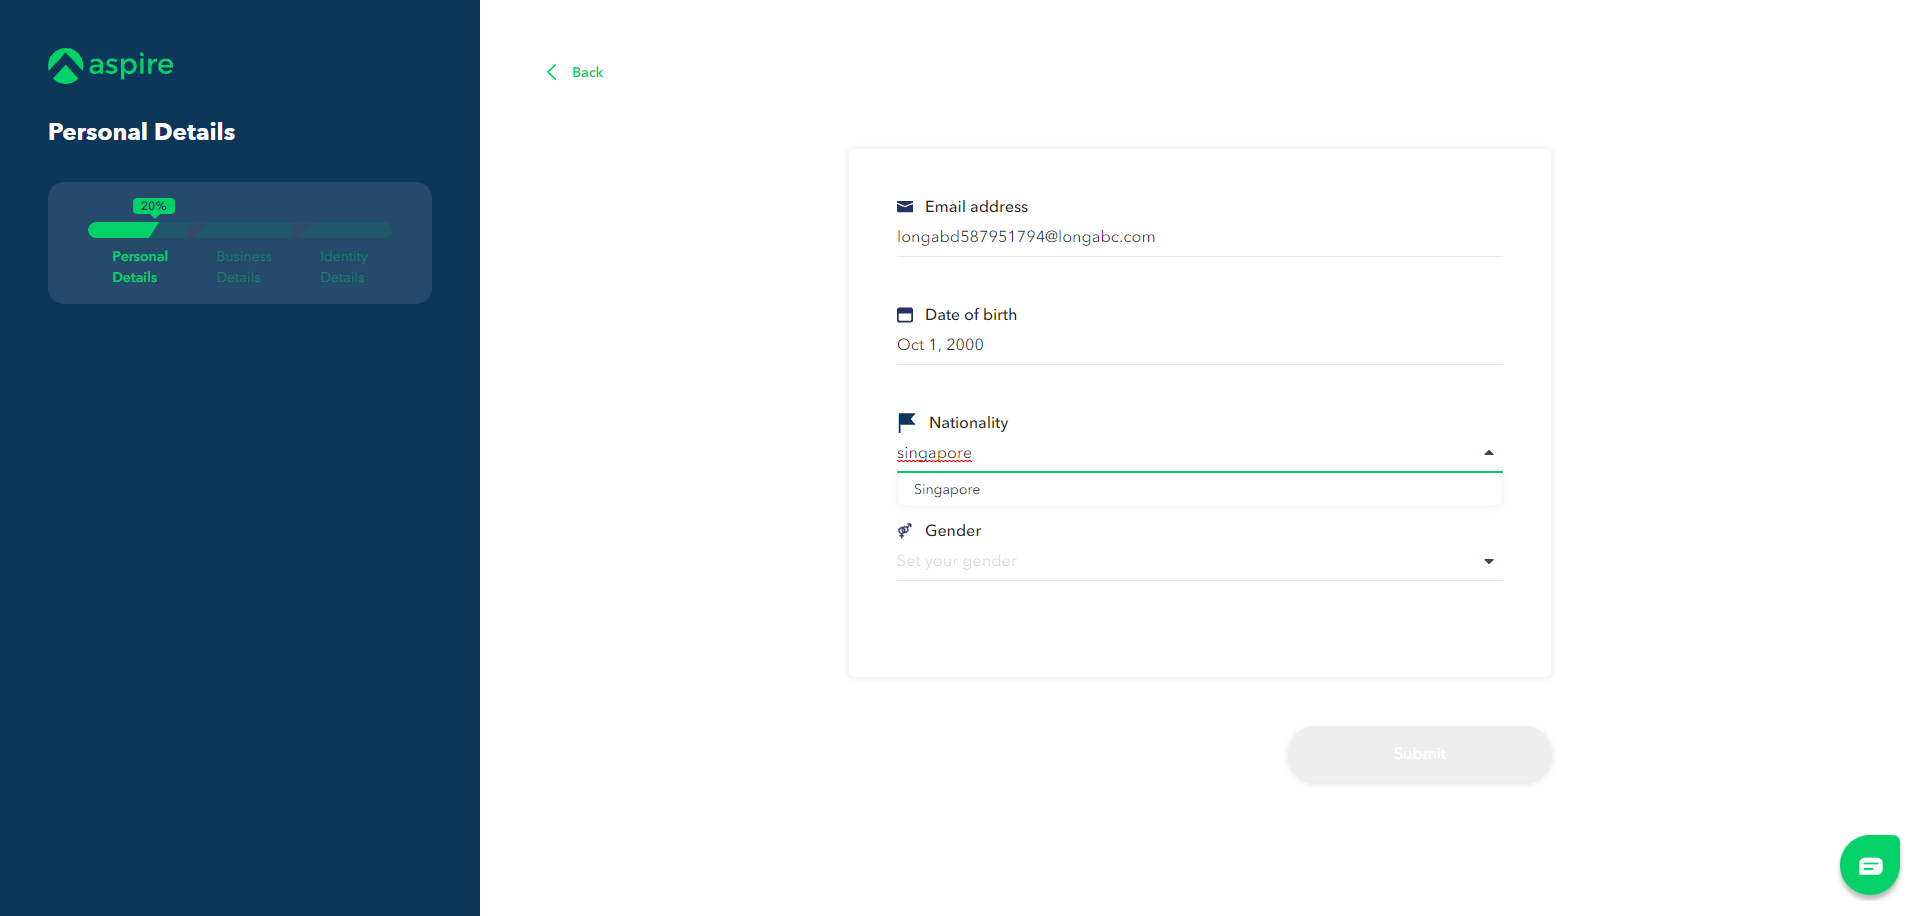 aspire
Personal Details
20%
Personal Details
Business Details
Identity Details
Back
Email address
longabd587951794@longabc.com
Date of birth
Oct 1, 2000
Nationality
singapore
Singapore
Gender
Set your gender
Submit